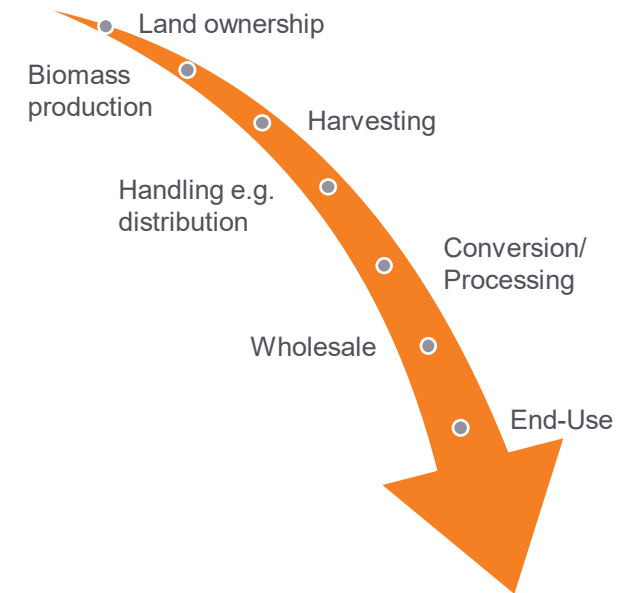 Land ownership
Biomass
production
Harvesting
Handling e.g.
distribution
Conversion/
Processing
Wholesale
End-Use